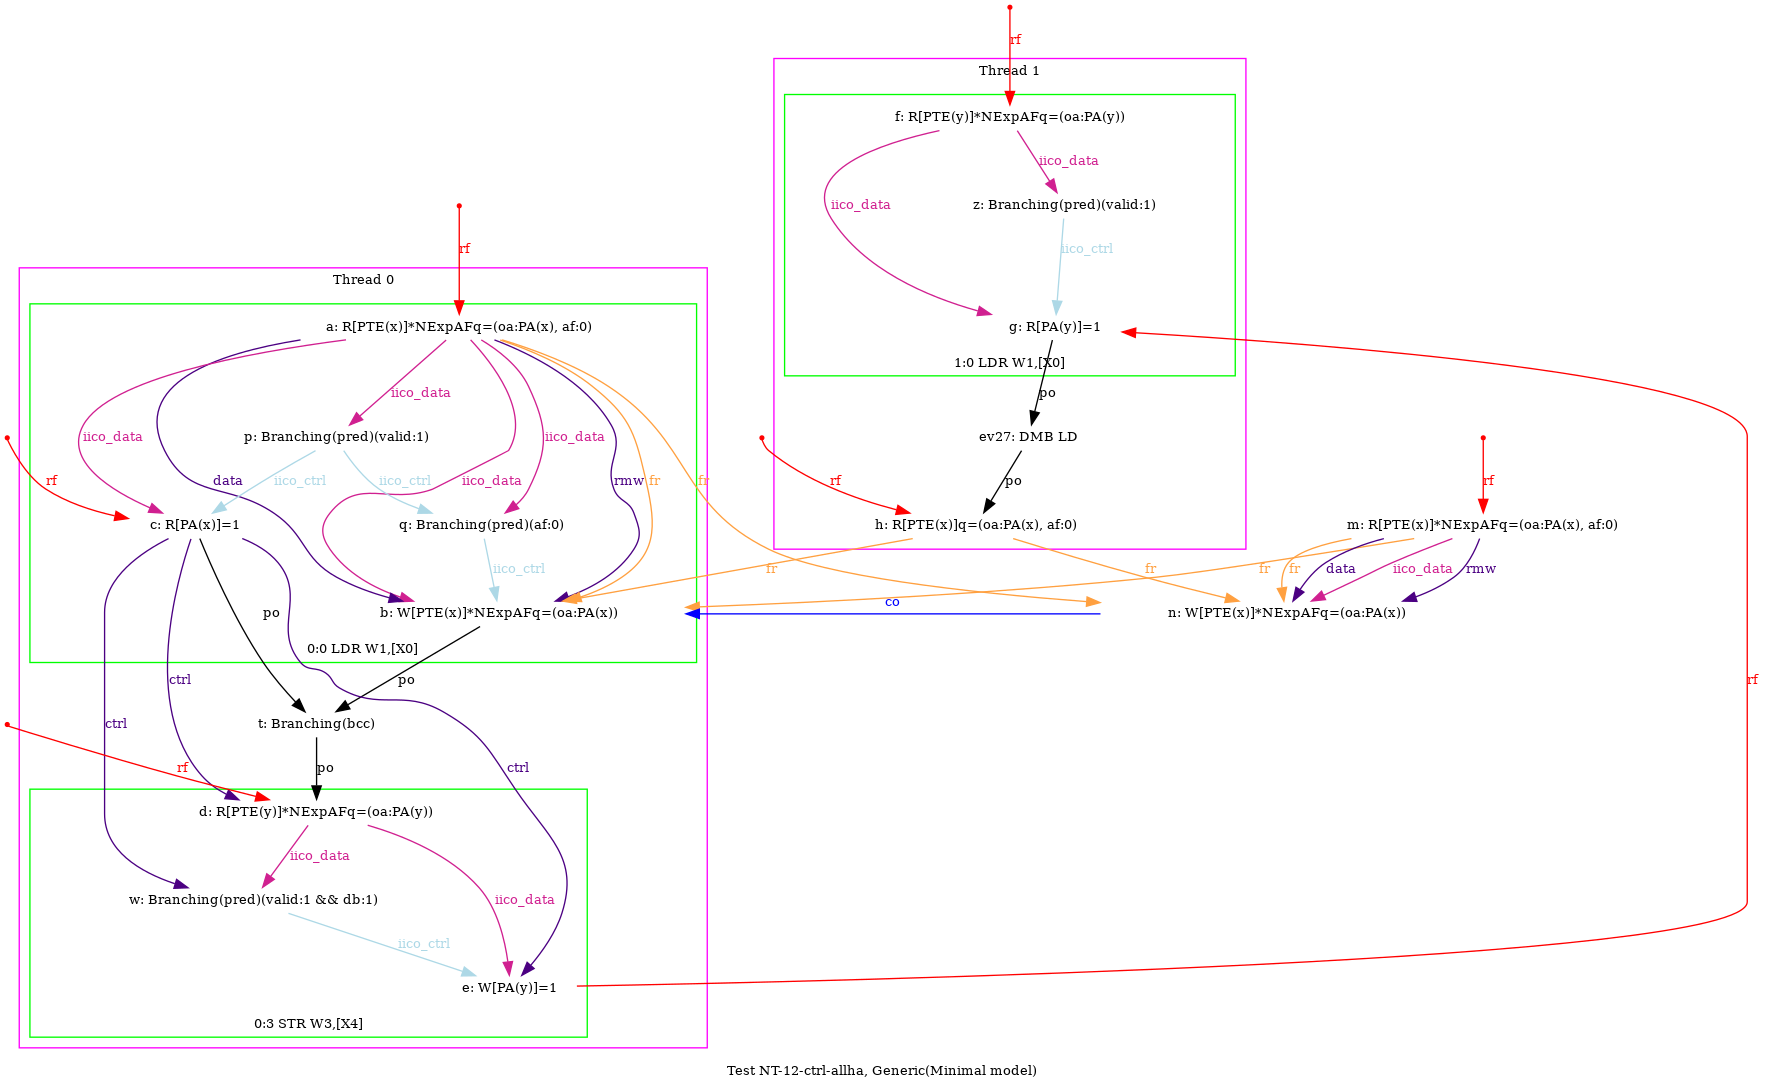 rf
Thread 1
f: R[PTE(y)]*NExpAFq=(oa:PA(y))
iico_data
iico_data
z: Branching(pred)(valid:1)
rf
iico_ctrl
Thread 0
a: R[PTE(x)]*NExpAFq=(oa:PA(x), af:0)
g: R[PA(y)]=1
1:0 LDR W1,[X0]
iico_data
po
iico_data
p: Branching(pred)(valid:1)
iico_data
ev27: DMB LD
rf
data
iico_ctrl
iico_ctrl
iico_data
rmw
fr
fr
rf
po
rf
c: R[PA(x)]=1
q: Branching(pred)(af:0)
h: R[PTE(x)]q=(oa:PA(x), af:0)
m: R[PTE(x)]*NExpAFq=(oa:PA(x), af:0)
iico_ctrl
fr
fr
fr
fr
data
iico_data
rmw
co
po
b: W[PTE(x)]*NExpAFq=(oa:PA(x))
n: W[PTE(x)]*NExpAFq=(oa:PA(x))
0:0 LDR W1,[X0]
ctrl
po
rf
ctrl
t: Branching(bcc)
rf
po
ctrl
d: R[PTE(y)]*NExpAFq=(oa:PA(y))
iico_data
w: Branching(pred)(valid:1 && db:1)
iico_data
iico_ctrl
e: W[PA(y)]=1
0:3 STR W3,[X4]
Test NT-12-ctrl-allha, Generic(Minimal model)